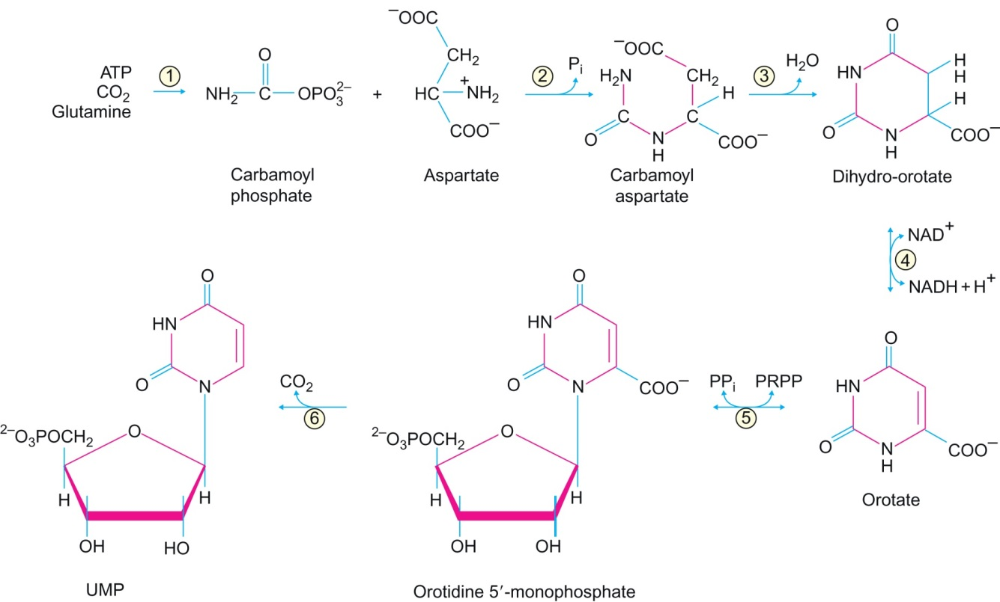 ⁻OOC
O
CH₂
⁻OOC
O
ATP
CO₂
Glutamine
1
NH₂ C OPO₃²⁻
+
HC NH₂
+
COO⁻
2
Pᵢ
H₂N
CH₂
H
C
C
O
N
H
COO⁻
3
H₂O
HN
H
H
H
O
N
H
COO⁻
Carbamoyl
phosphate
Aspartate
Carbamoyl
aspartate
Dihydro-orotate
NAD⁺
4
NADH + H⁺
O
HN
O
N
CO₂
6
O
HN
O
N
COO⁻
PPᵢ
PRPP
5
O
HN
O
N
H
COO⁻
Orotate
²⁻O₃POCH₂
O
H
H
OH
HO
UMP
²⁻O₃POCH₂
O
H
H
OH
OH
Orotidine 5′-monophosphate